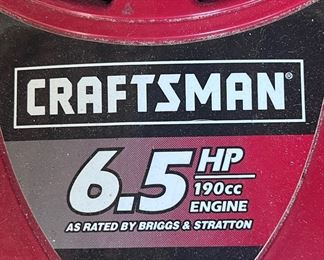 CRAFTSMAN®
6.5 HP
190cc
ENGINE
AS RATED BY BRIGGS & STRATTON